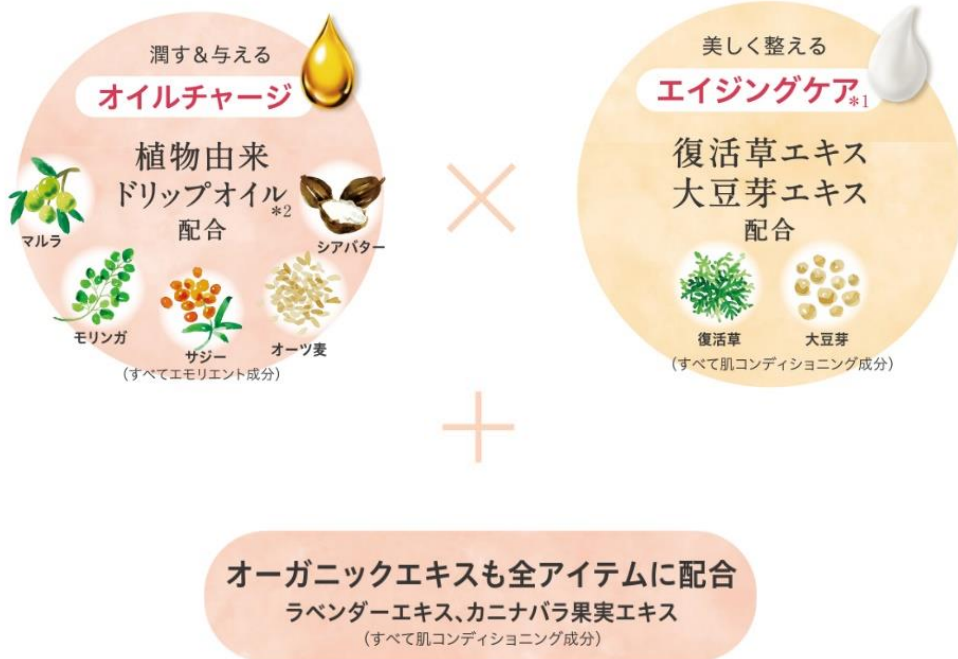 潤す&与える
オイルチャージ
植物由来
ドリップオイル*2
配合
マルラ
シアバター
モリンガ
サジー
オーツ麦
(すべてエモリエント成分)
×
美しく整える
エイジングケア*1
復活草エキス
大豆芽エキス
配合
復活草
大豆芽
(すべて肌コンディショニング成分)
+
オーガニックエキスも全アイテムに配合
ラベンダーエキス、カニナバラ果実エキス
(すべて肌コンディショニング成分)